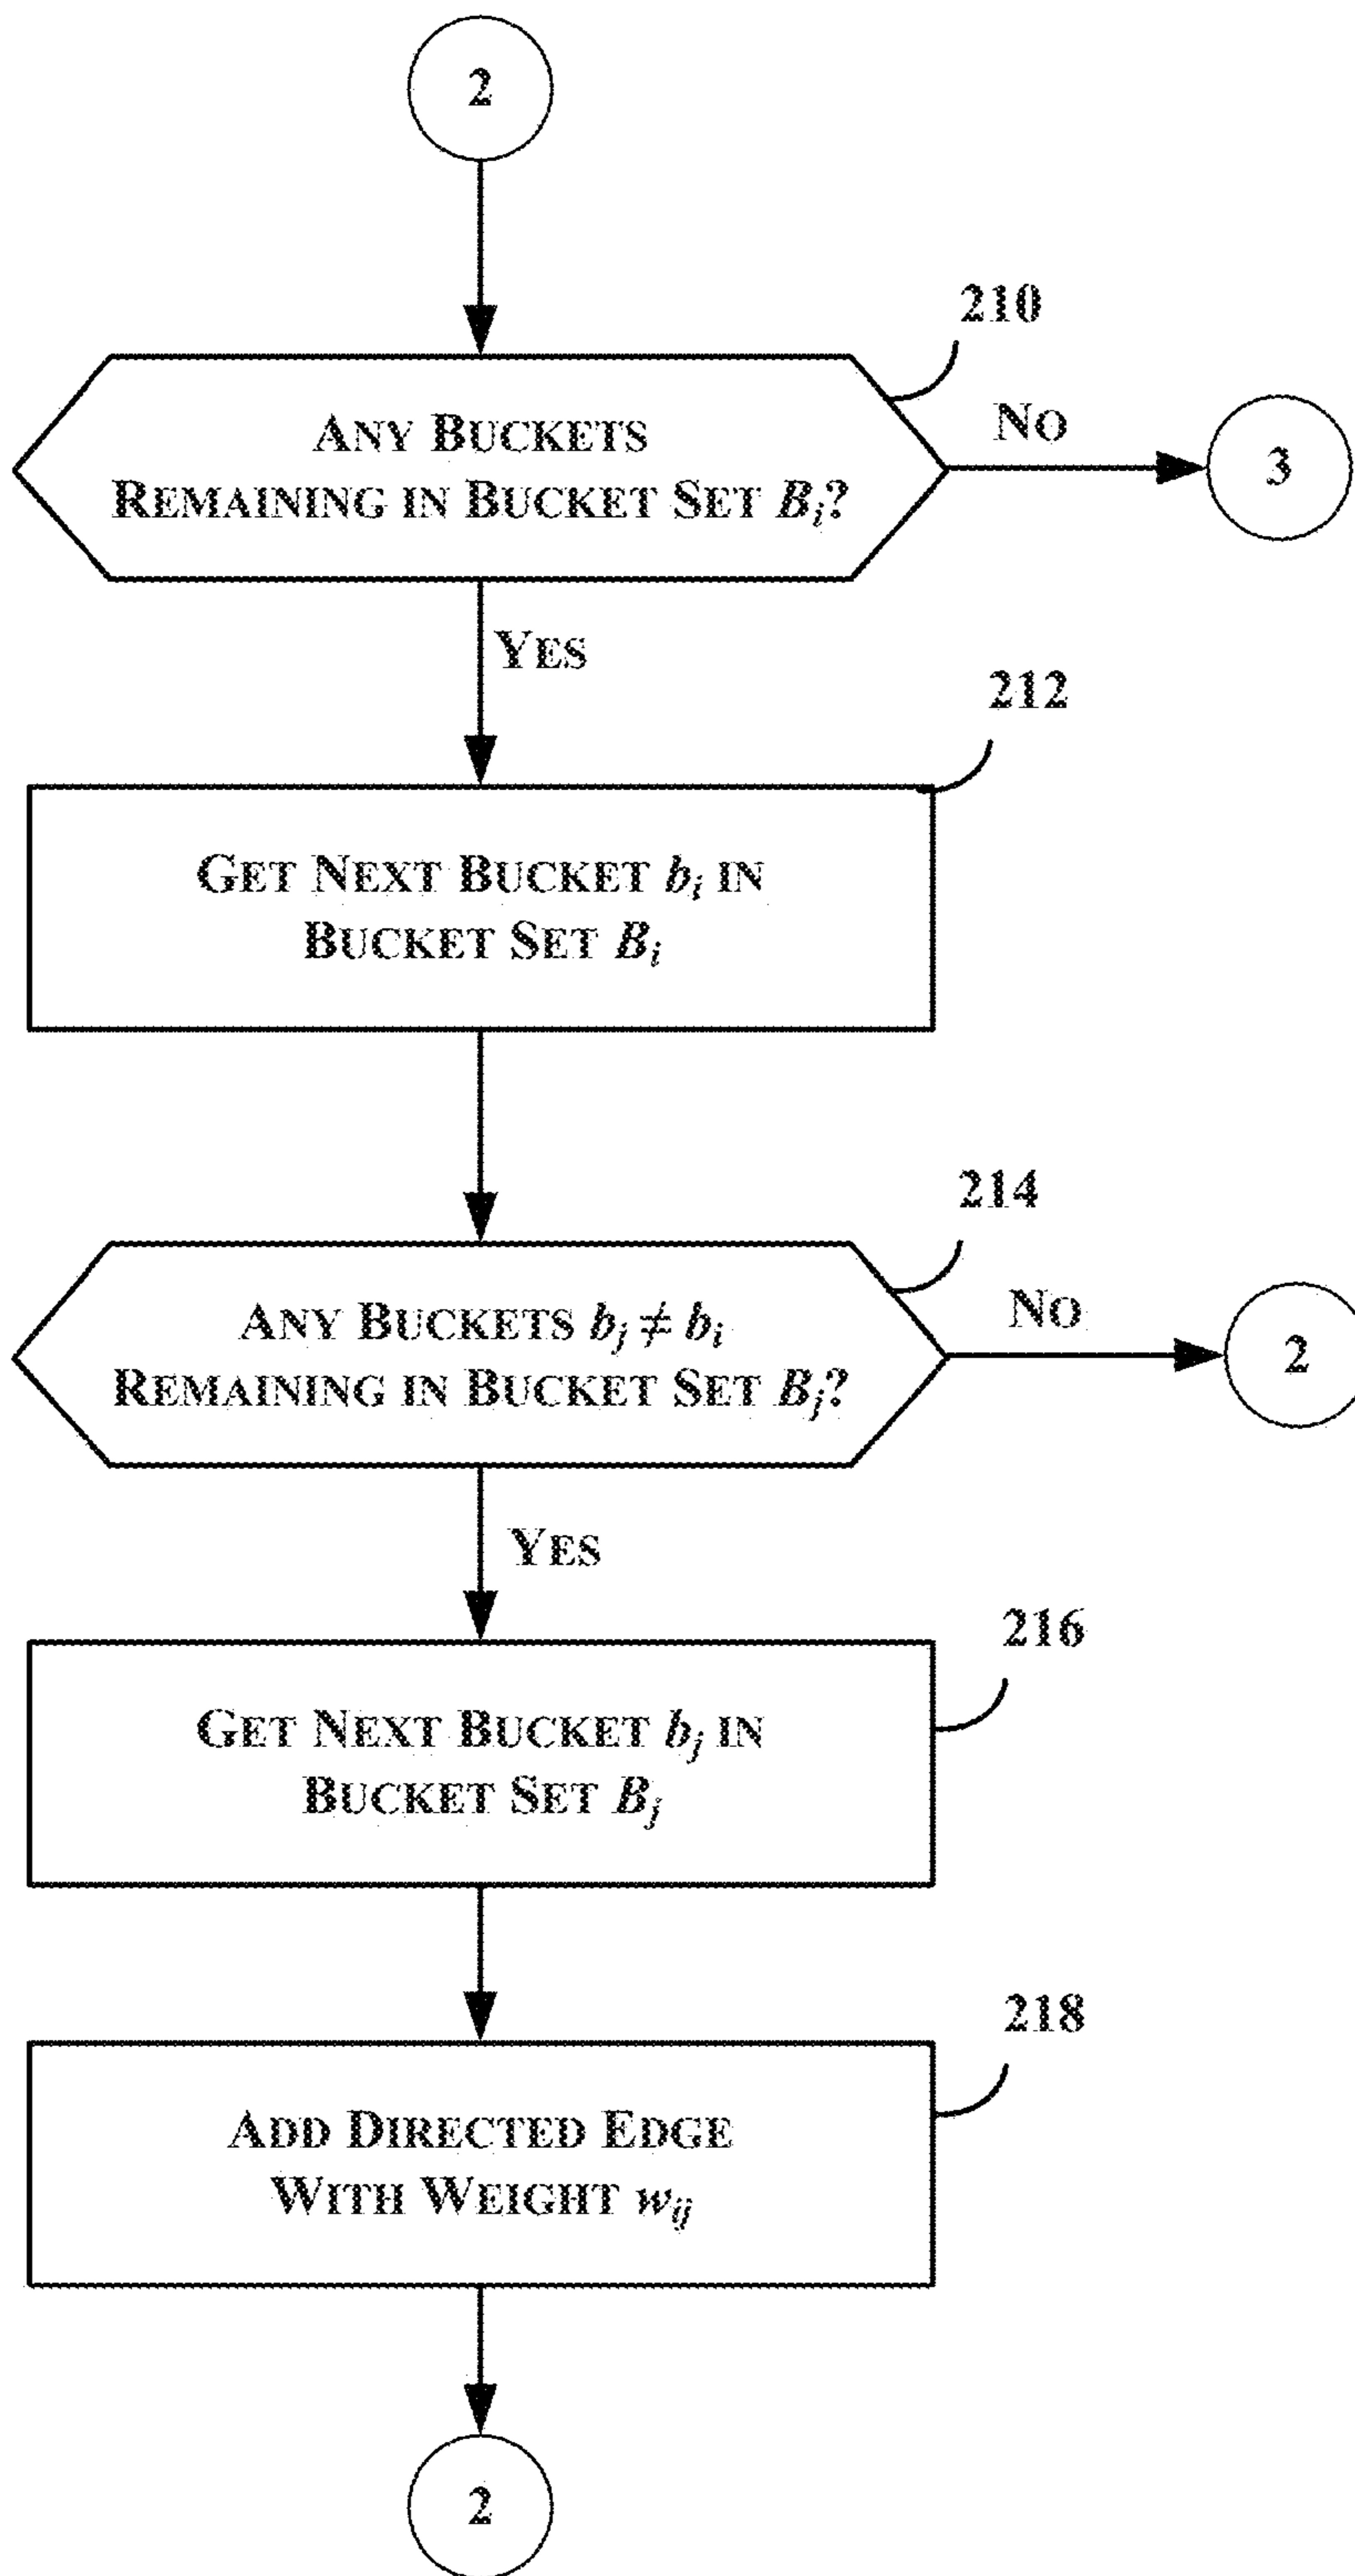 2
210
ANY BUCKETS
REMAINING IN BUCKET SET Bᵢ?
NO
3
YES
212
GET NEXT BUCKET bᵢ IN
BUCKET SET Bᵢ
214
ANY BUCKETS bⱼ ≠ bᵢ
REMAINING IN BUCKET SET Bⱼ?
NO
2
YES
216
GET NEXT BUCKET bⱼ IN
BUCKET SET Bⱼ
218
ADD DIRECTED EDGE
WITH WEIGHT wᵢⱼ
2